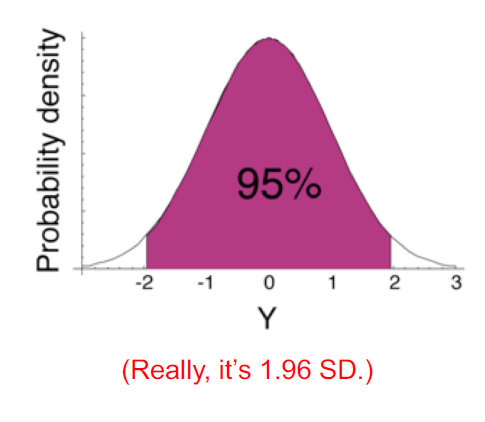 Probability density
95%
-2 -1 0 1 2 3
Y
(Really, it’s 1.96 SD.)